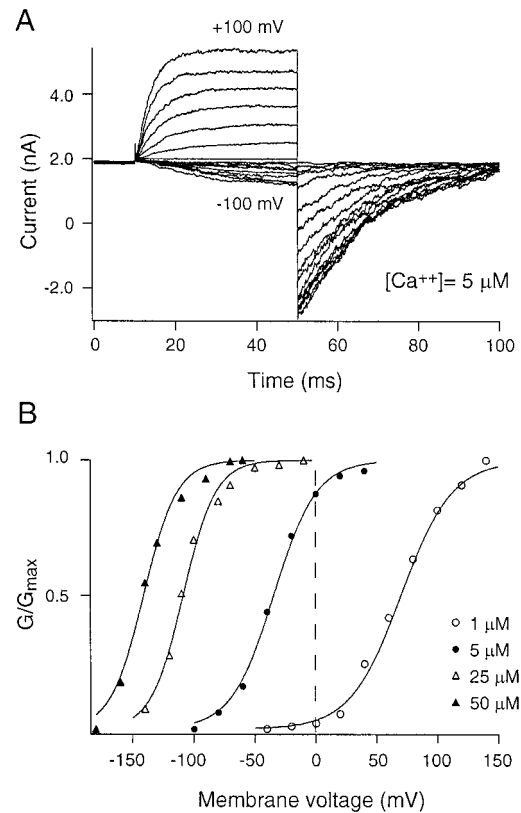 A
+100 mV
4.0
2.0
0
-2.0
Current (nA)
-100 mV
[Ca++]= 5 µM
0 20 40 60 80 100
Time (ms)
B
1.0
0.5
G/Gmax
1 µM
5 µM
25 µM
50 µM
-150 -100 -50 0 50 100 150
Membrane voltage (mV)